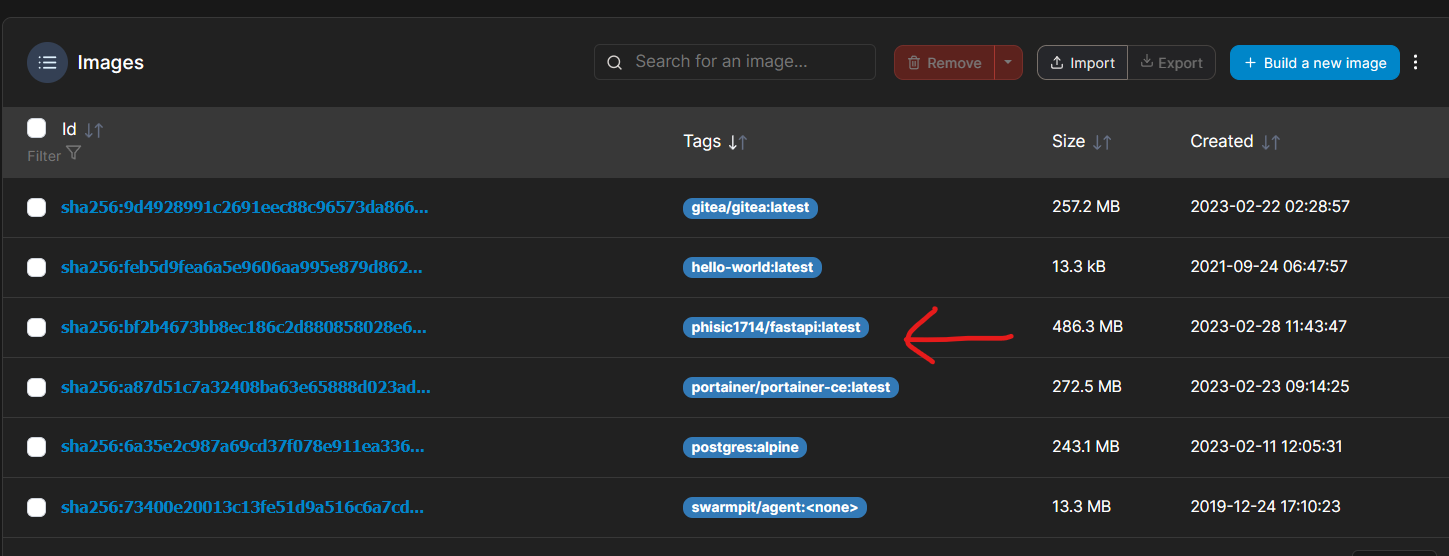 Images
Search for an image...
Remove
Import
Export
+ Build a new image
Id
Filter
Tags
Size
Created
sha256:9d4928991c2691eec88c96573da866... gitea/gitea:latest 257.2 MB 2023-02-22 02:28:57
sha256:feb5d9fea6a5e9606aa995e879d862... hello-world:latest 13.3 kB 2021-09-24 06:47:57
sha256:bf2b4673bb8ec186c2d880858028e6... phisic1714/fastapi:latest 486.3 MB 2023-02-28 11:43:47
sha256:a87d51c7a32408ba63e65888d023ad... portainer/portainer-ce:latest 272.5 MB 2023-02-23 09:14:25
sha256:6a35e2c987a69cd37f078e911ea336... postgres:alpine 243.1 MB 2023-02-11 12:05:31
sha256:73400e20013c13fe51d9a516c6a7cd... swarmpit/agent:<none> 13.3 MB 2019-12-24 17:10:23